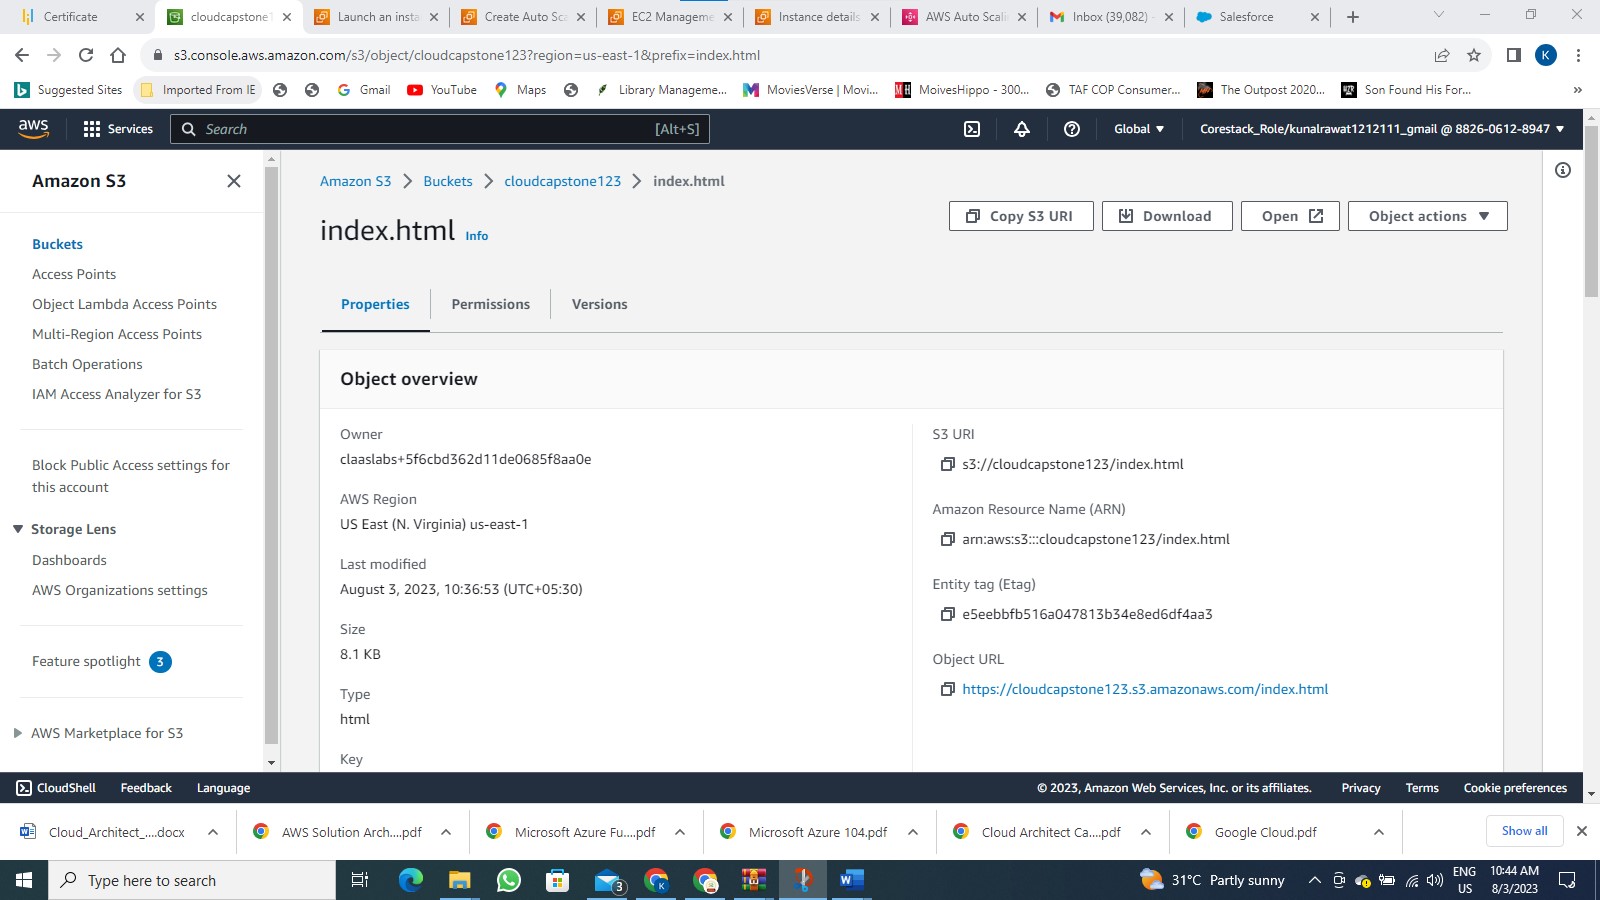 Certificate
cloudcapstone1
Launch an insta
Create Auto Sca
EC2 Manageme
Instance details
AWS Auto Scali
Inbox (39,082) -
Salesforce
s3.console.aws.amazon.com/s3/object/cloudcapstone123?region=us-east-1&prefix=index.html
K
Suggested Sites
Imported From IE
Gmail
YouTube
Maps
Library Manageme...
MoviesVerse | Movi...
MoivesHippo - 300...
TAF COP Consumer...
The Outpost 2020...
Son Found His For...
»
aws
Services
Search
[Alt+S]
Global
Corestack_Role/kunalrawat1212111_gmail @ 8826-0612-8947
Amazon S3
Buckets
Access Points
Object Lambda Access Points
Multi-Region Access Points
Batch Operations
IAM Access Analyzer for S3
Block Public Access settings for
this account
Storage Lens
Dashboards
AWS Organizations settings
Feature spotlight 3
AWS Marketplace for S3
Amazon S3
Buckets
cloudcapstone123
index.html
index.html Info
Copy S3 URI
Download
Open
Object actions
Properties
Permissions
Versions
Object overview
Owner
claaslabs+5f6cbd362d11de0685f8aa0e
AWS Region
US East (N. Virginia) us-east-1
Last modified
August 3, 2023, 10:36:53 (UTC+05:30)
Size
8.1 KB
Type
html
Key
S3 URI
s3://cloudcapstone123/index.html
Amazon Resource Name (ARN)
arn:aws:s3:::cloudcapstone123/index.html
Entity tag (Etag)
e5eebbfb516a047813b34e8ed6df4aa3
Object URL
https://cloudcapstone123.s3.amazonaws.com/index.html
CloudShell
Feedback
Language
© 2023, Amazon Web Services, Inc. or its affiliates.
Privacy
Terms
Cookie preferences
Cloud_Architect_....docx
AWS Solution Arch....pdf
Microsoft Azure Fu....pdf
Microsoft Azure 104.pdf
Cloud Architect Ca....pdf
Google Cloud.pdf
Show all
Type here to search
3
31°C Partly sunny
ENG
US
10:44 AM
8/3/2023